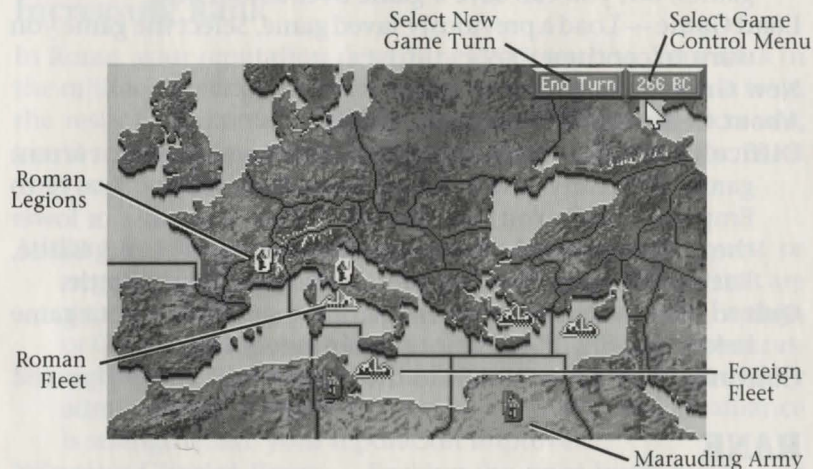 Select New
Game Turn
Select Game
Control Menu
End Turn
266 BC
Roman
Legions
Roman
Fleet
Foreign
Fleet
Marauding Army